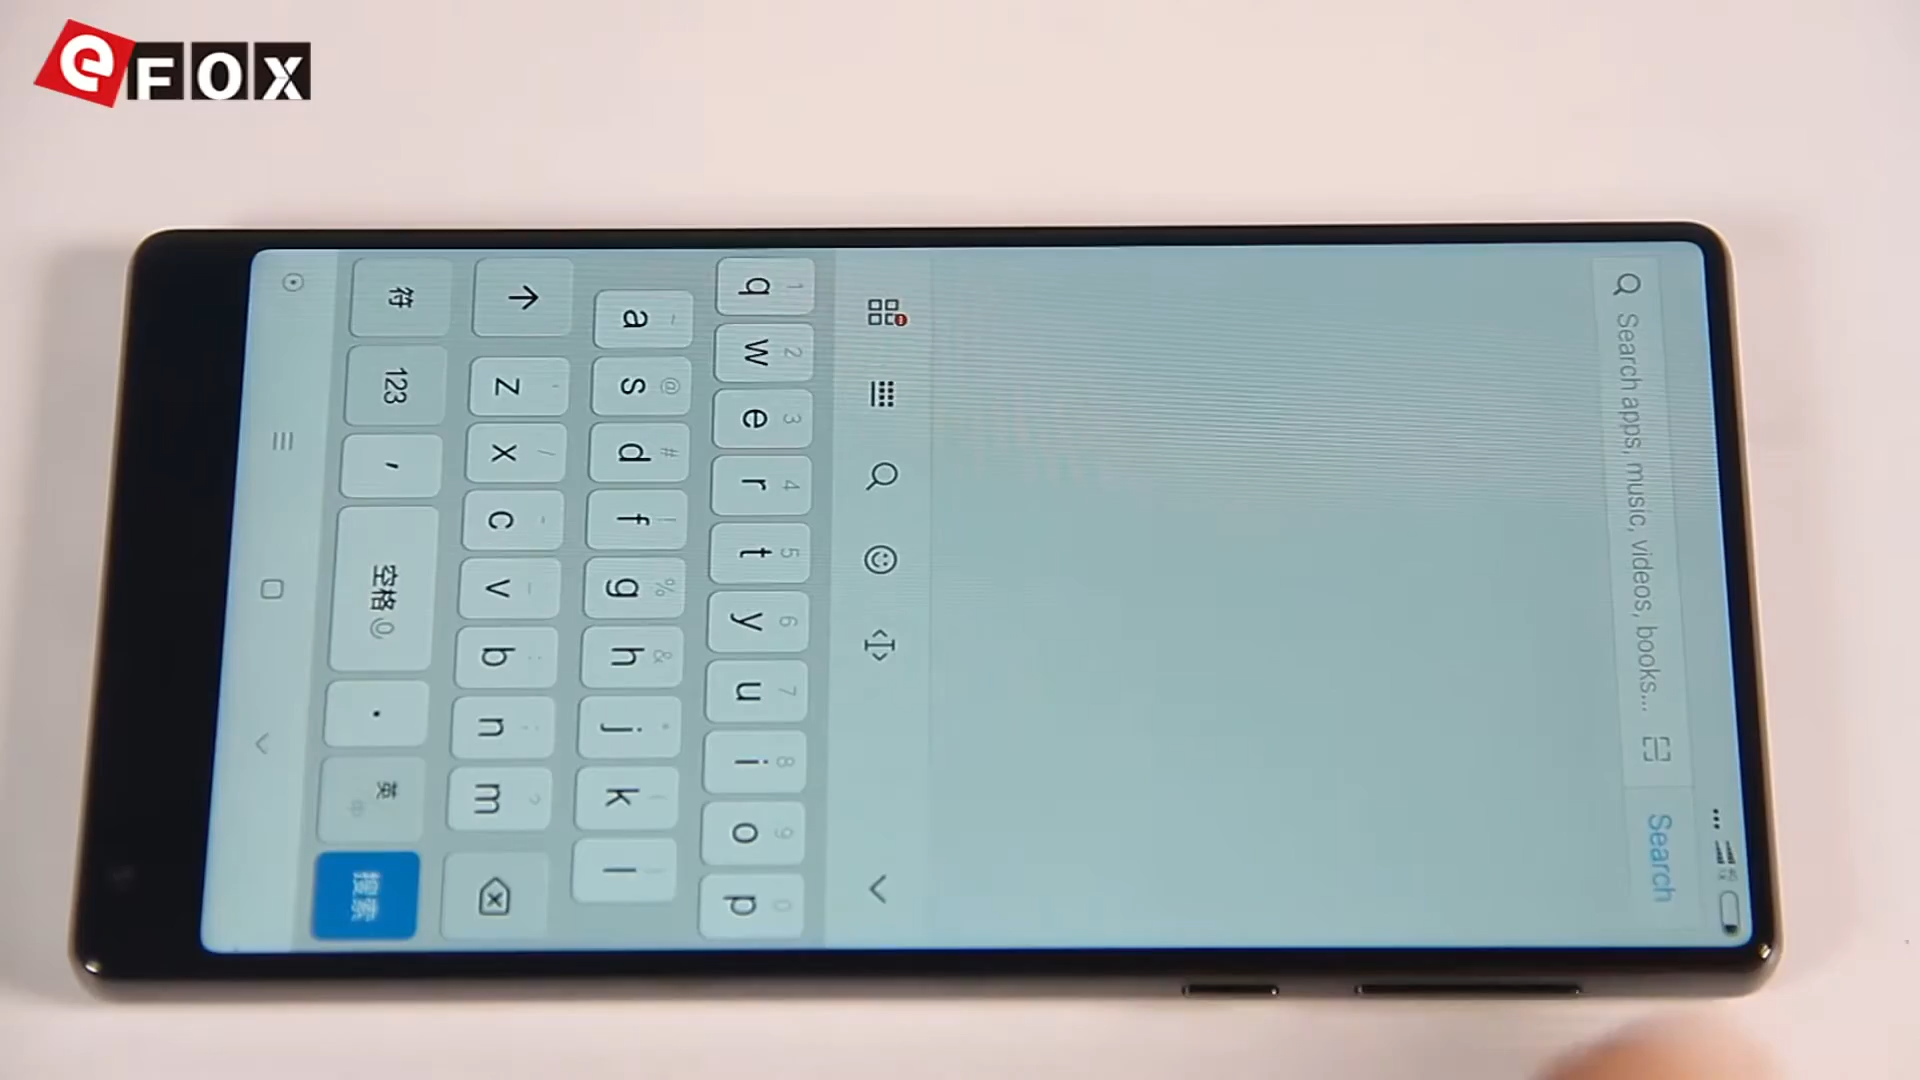 eFOX
Search apps, music, videos, books... Search
1 2 3 4 5 6 7 8 9 0
q w e r t y u i o p
~ @ # % &
a s d f g h j k l
z x c v b n m
符 123 , 空格 . 英 搜索